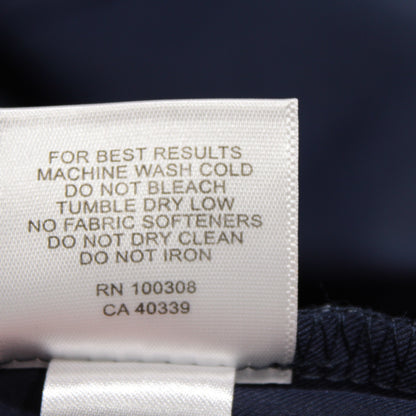 FOR BEST RESULTS
MACHINE WASH COLD
DO NOT BLEACH
TUMBLE DRY LOW
NO FABRIC SOFTENERS
DO NOT DRY CLEAN
DO NOT IRON
RN 100308
CA 40339